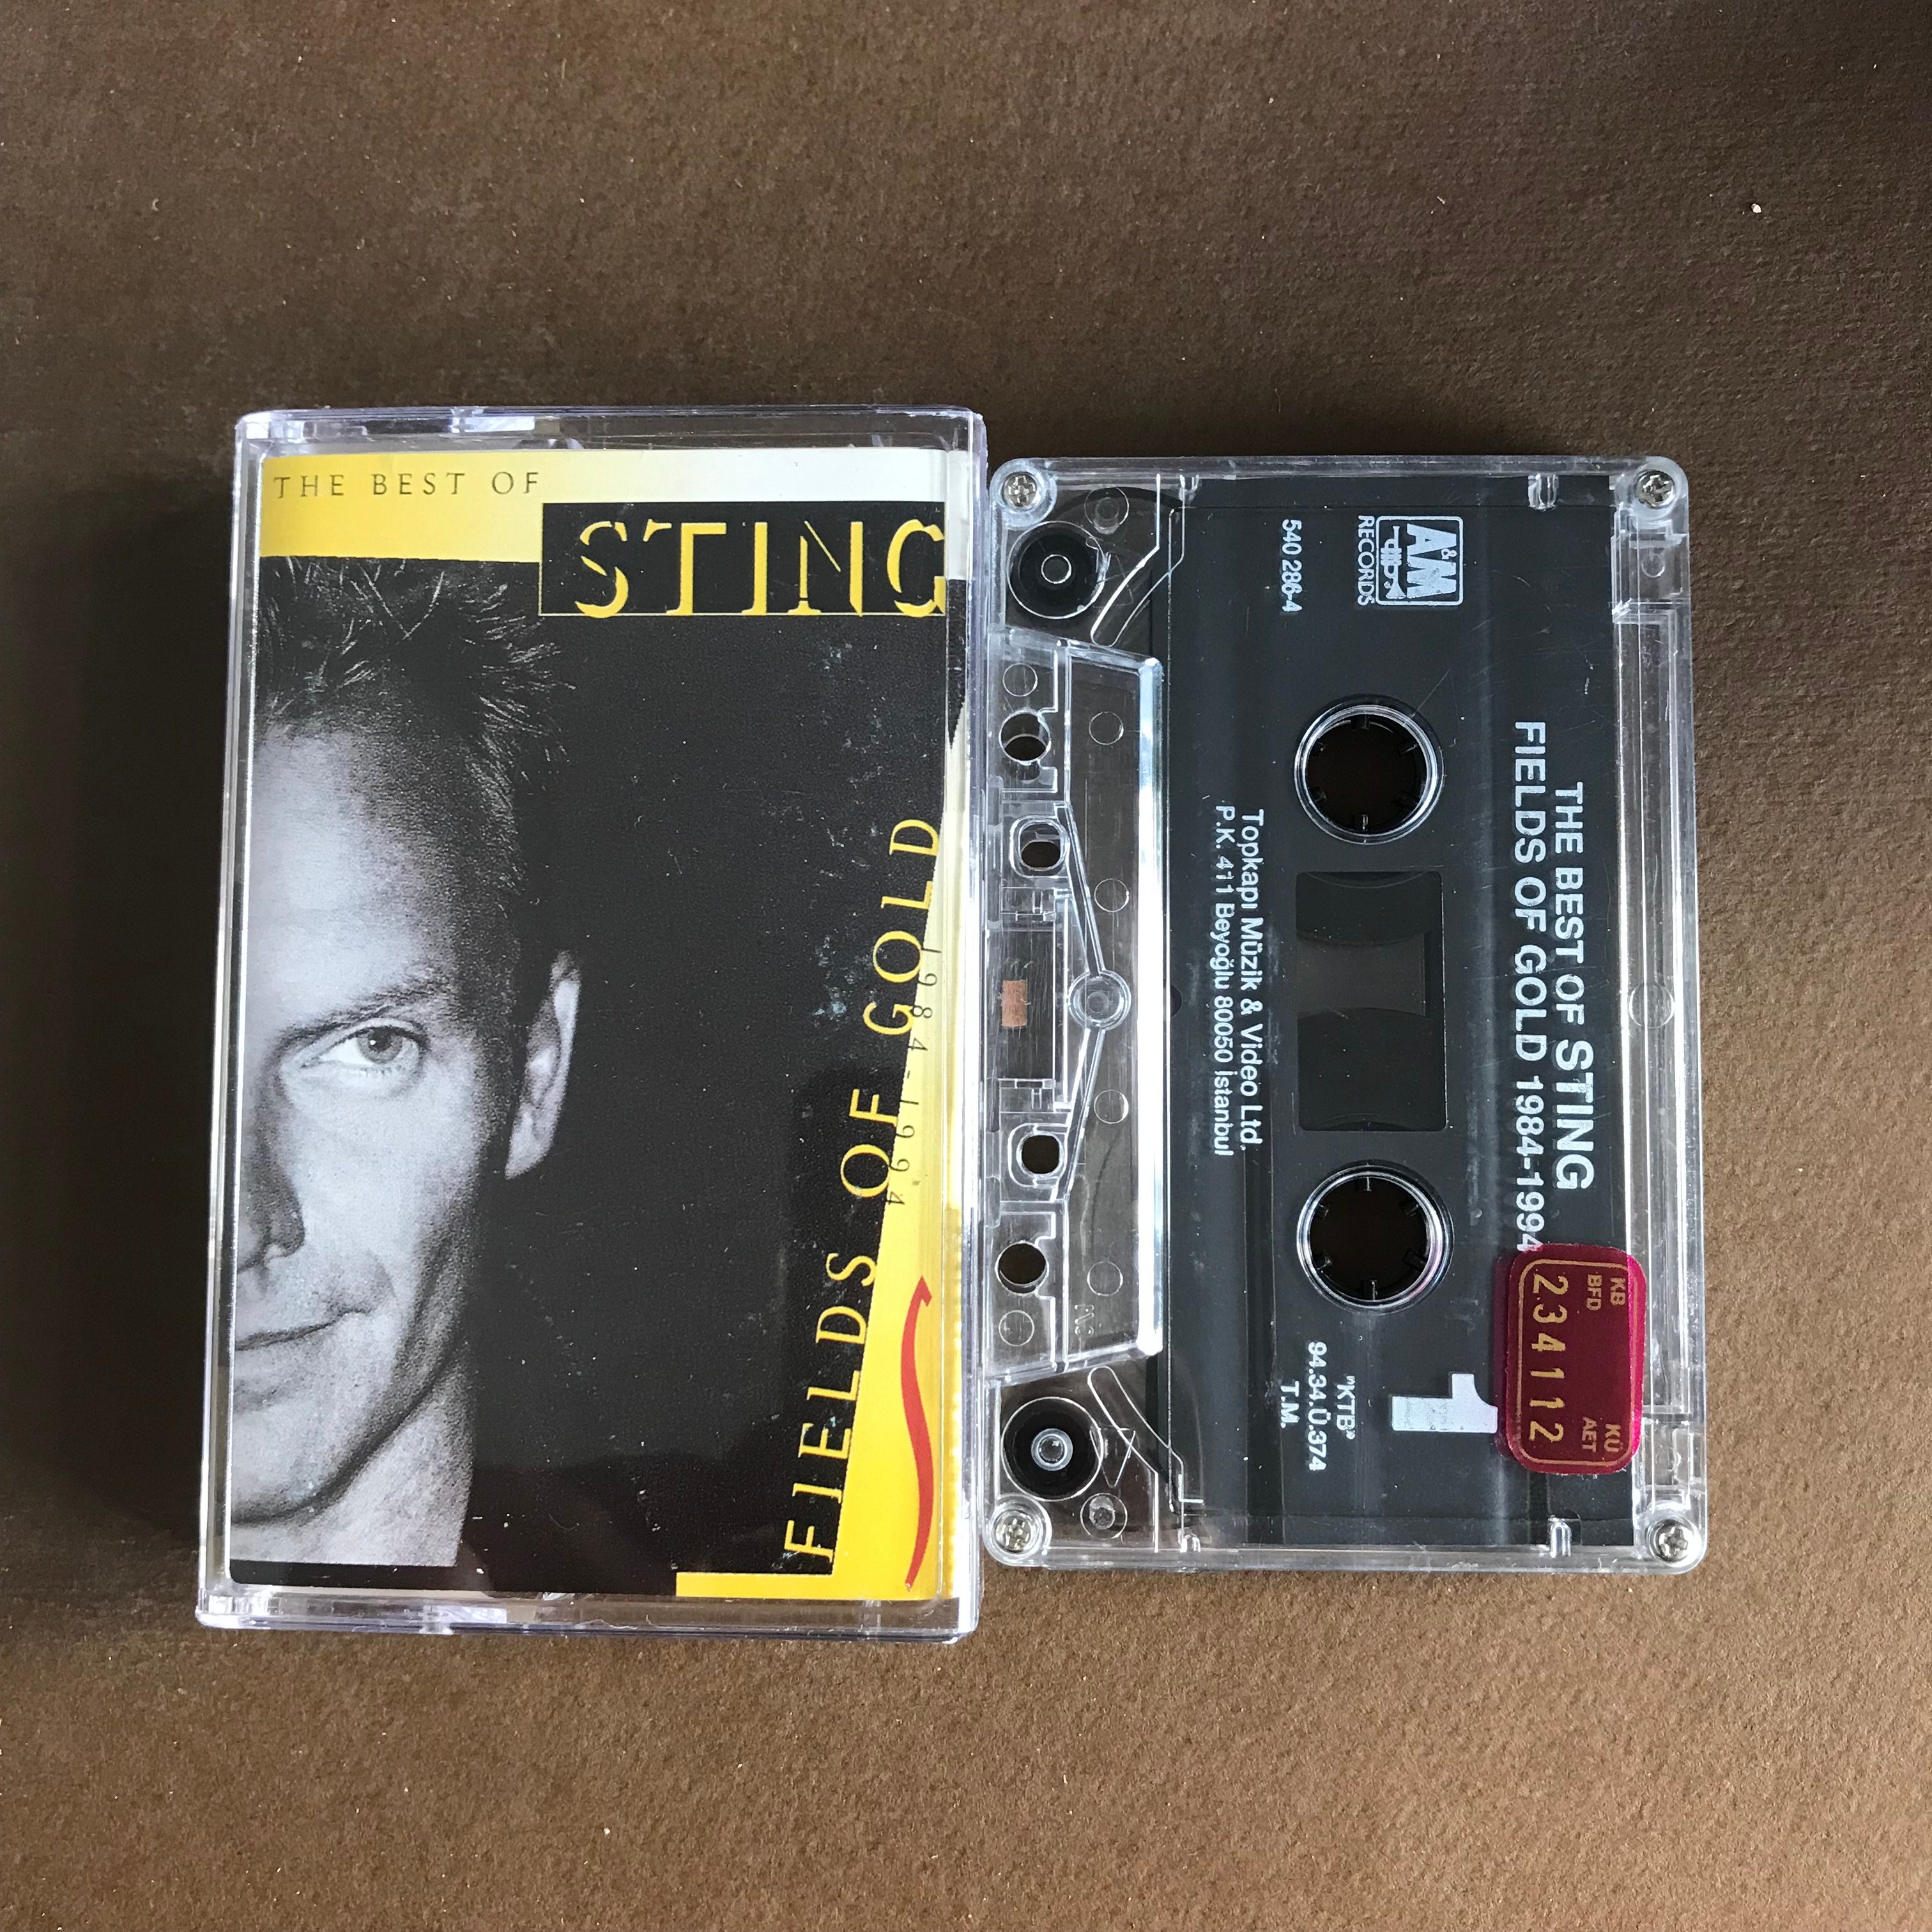 THE BEST OF
STING
FIELDS OF GOLD
1984-1994
A&M
RECORDS
540 286-4
THE BEST OF STING
FIELDS OF GOLD 1984-1994
Topkapı Müzik & Video Ltd.
P.K. 411 Beyoğlu 80050 İstanbul
1
"KTB"
94.34.Ü.374
T.M.
KB KÜ
BFD AET
234112